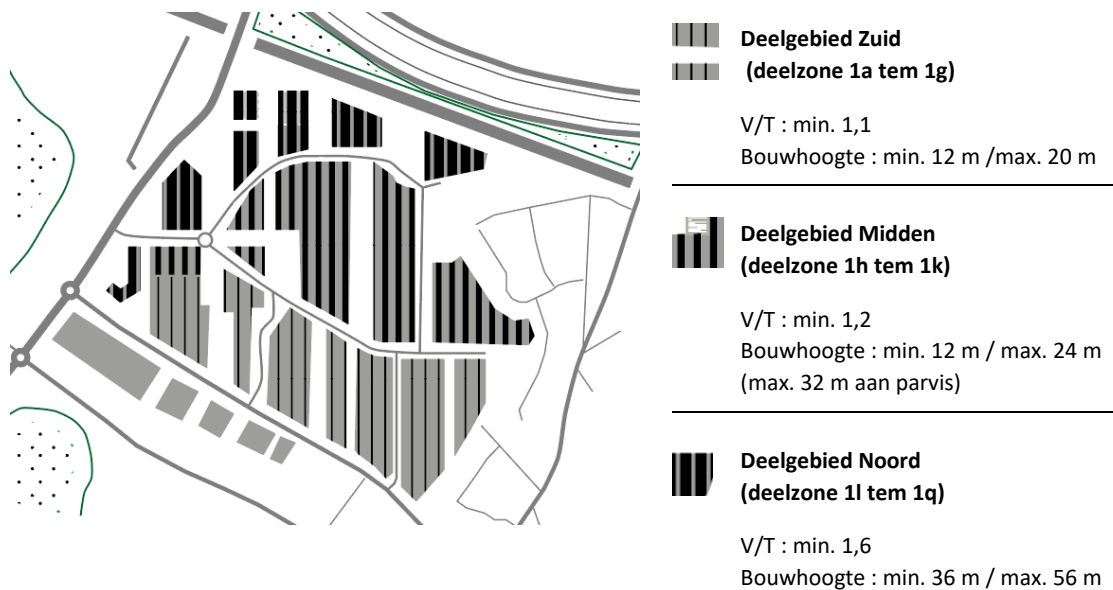 Deelgebied Zuid
(deelzone 1a tem 1g)
V/T : min. 1,1
Bouwhoogte : min. 12 m /max. 20 m
Deelgebied Midden
(deelzone 1h tem 1k)
V/T : min. 1,2
Bouwhoogte : min. 12 m / max. 24 m
(max. 32 m aan parvis)
Deelgebied Noord
(deelzone 1l tem 1q)
V/T : min. 1,6
Bouwhoogte : min. 36 m / max. 56 m